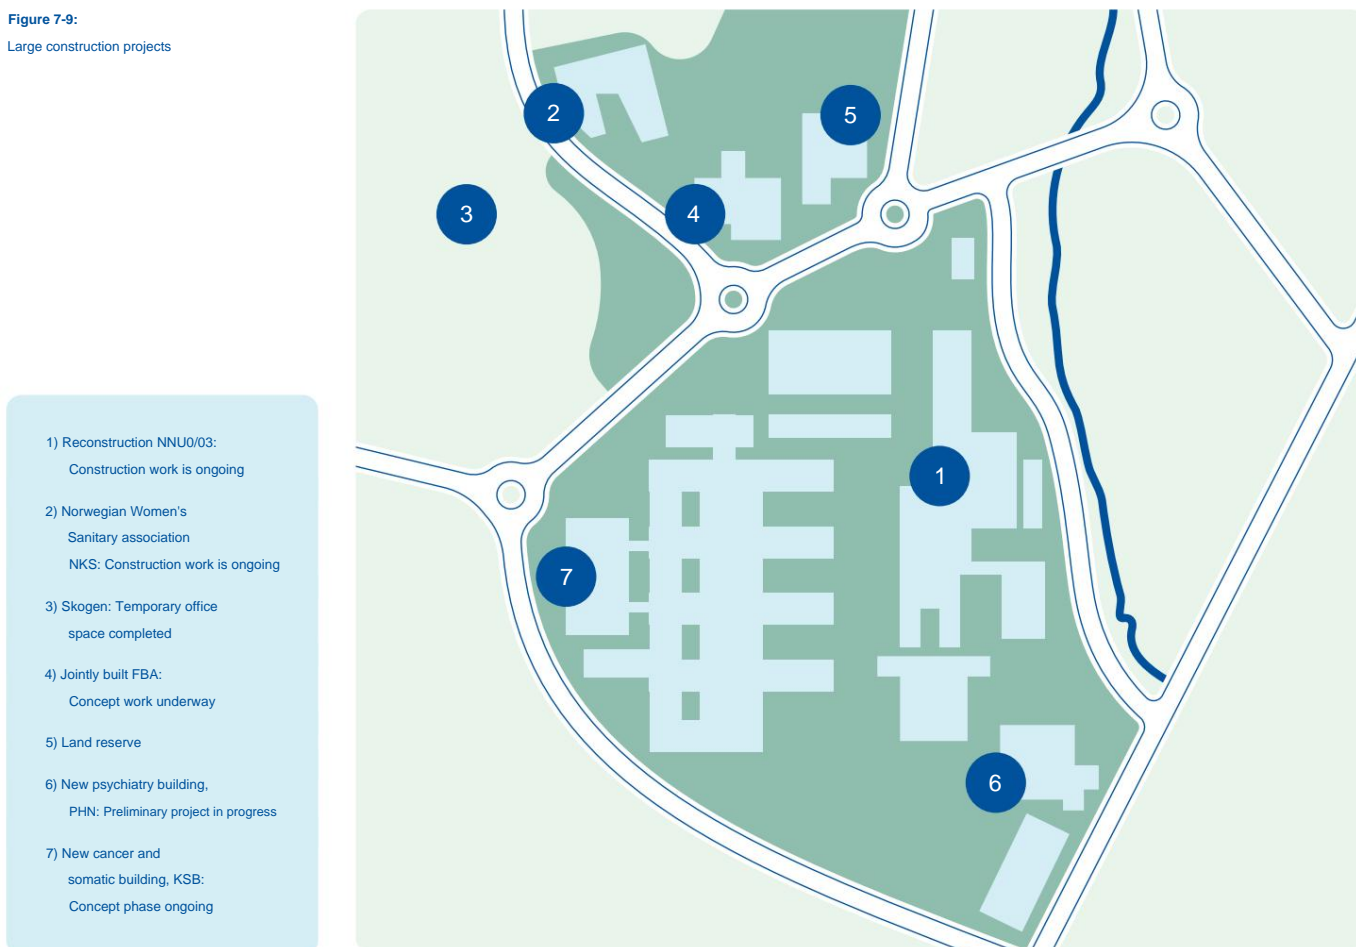 Figure 7-9:
Large construction projects
1) Reconstruction NNU0/03:
Construction work is ongoing
2) Norwegian Women's
Sanitary association
NKS: Construction work is ongoing
3) Skogen: Temporary office
space completed
4) Jointly built FBA:
Concept work underway
5) Land reserve
6) New psychiatry building,
PHN: Preliminary project in progress
7) New cancer and
somatic building, KSB:
Concept phase ongoing
2
5
3
4
1
7
6